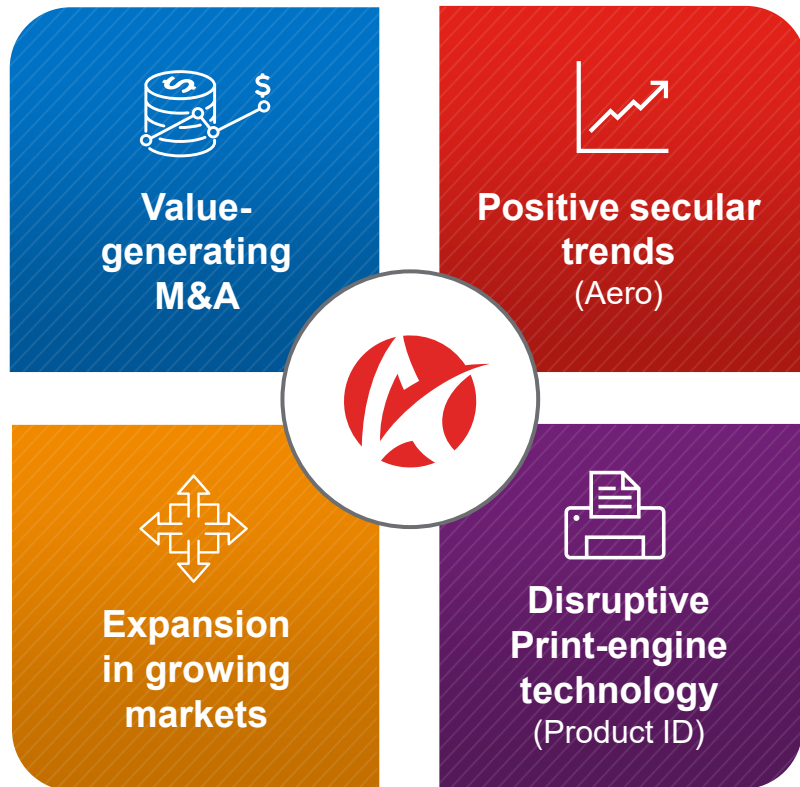 $
$
Value-
generating
M&A
Positive secular
trends
(Aero)
Expansion
in growing
markets
Disruptive
Print-engine
technology
(Product ID)